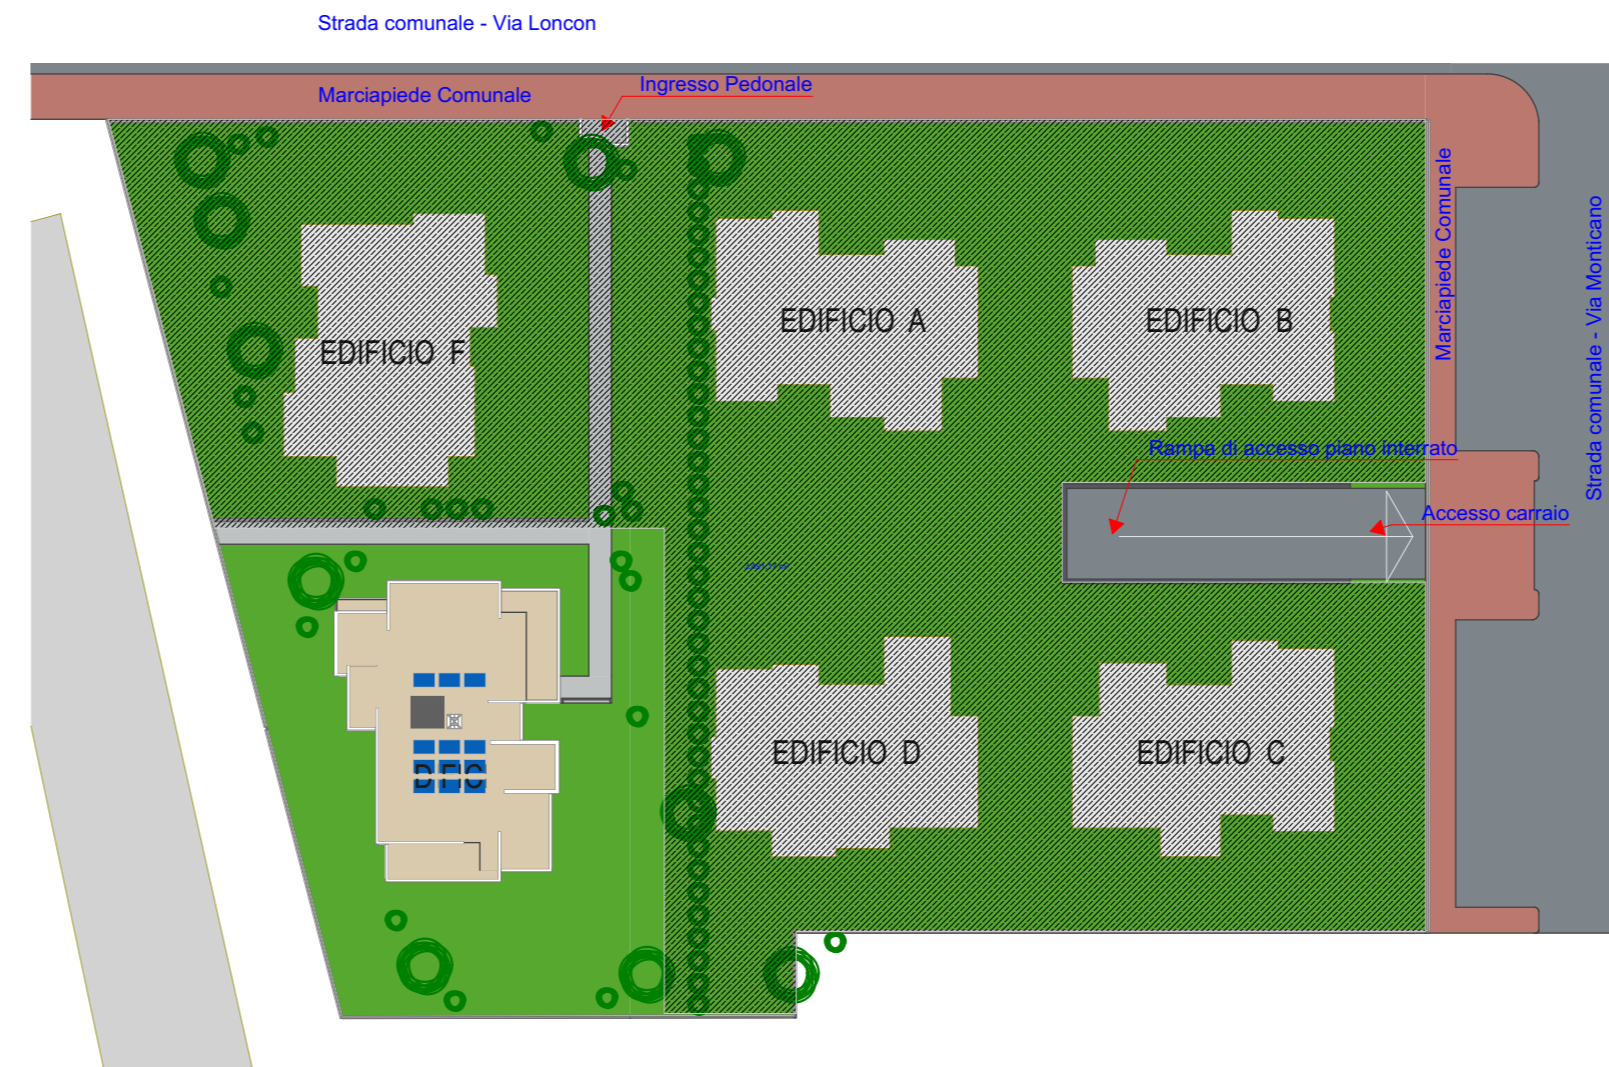 Strada comunale - Via Loncon
Ingresso Pedonale
Marciapiede Comunale
Marciapiede Comunale
Strada comunale - Via Monticano
EDIFICIO A
EDIFICIO B
EDIFICIO F
Rampa di accesso piano interrato
Accesso carraio
EDIFICIO D
EDIFICIO C